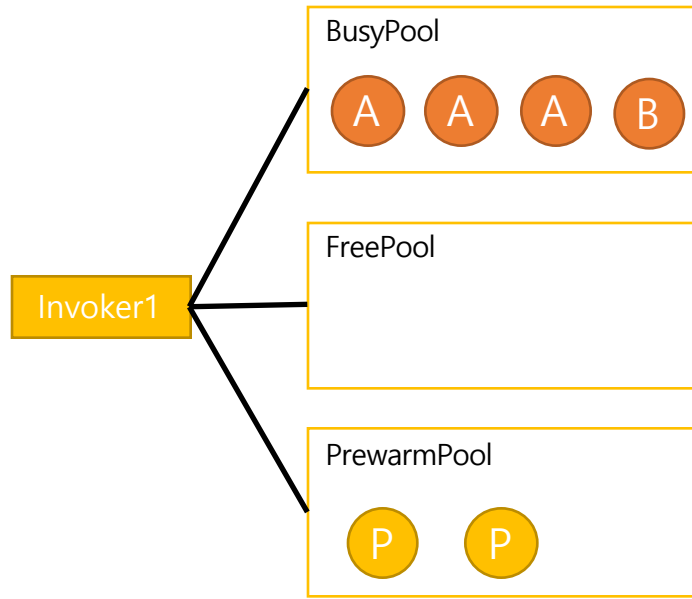 BusyPool
A A A B
FreePool
Invoker1
PrewarmPool
P P